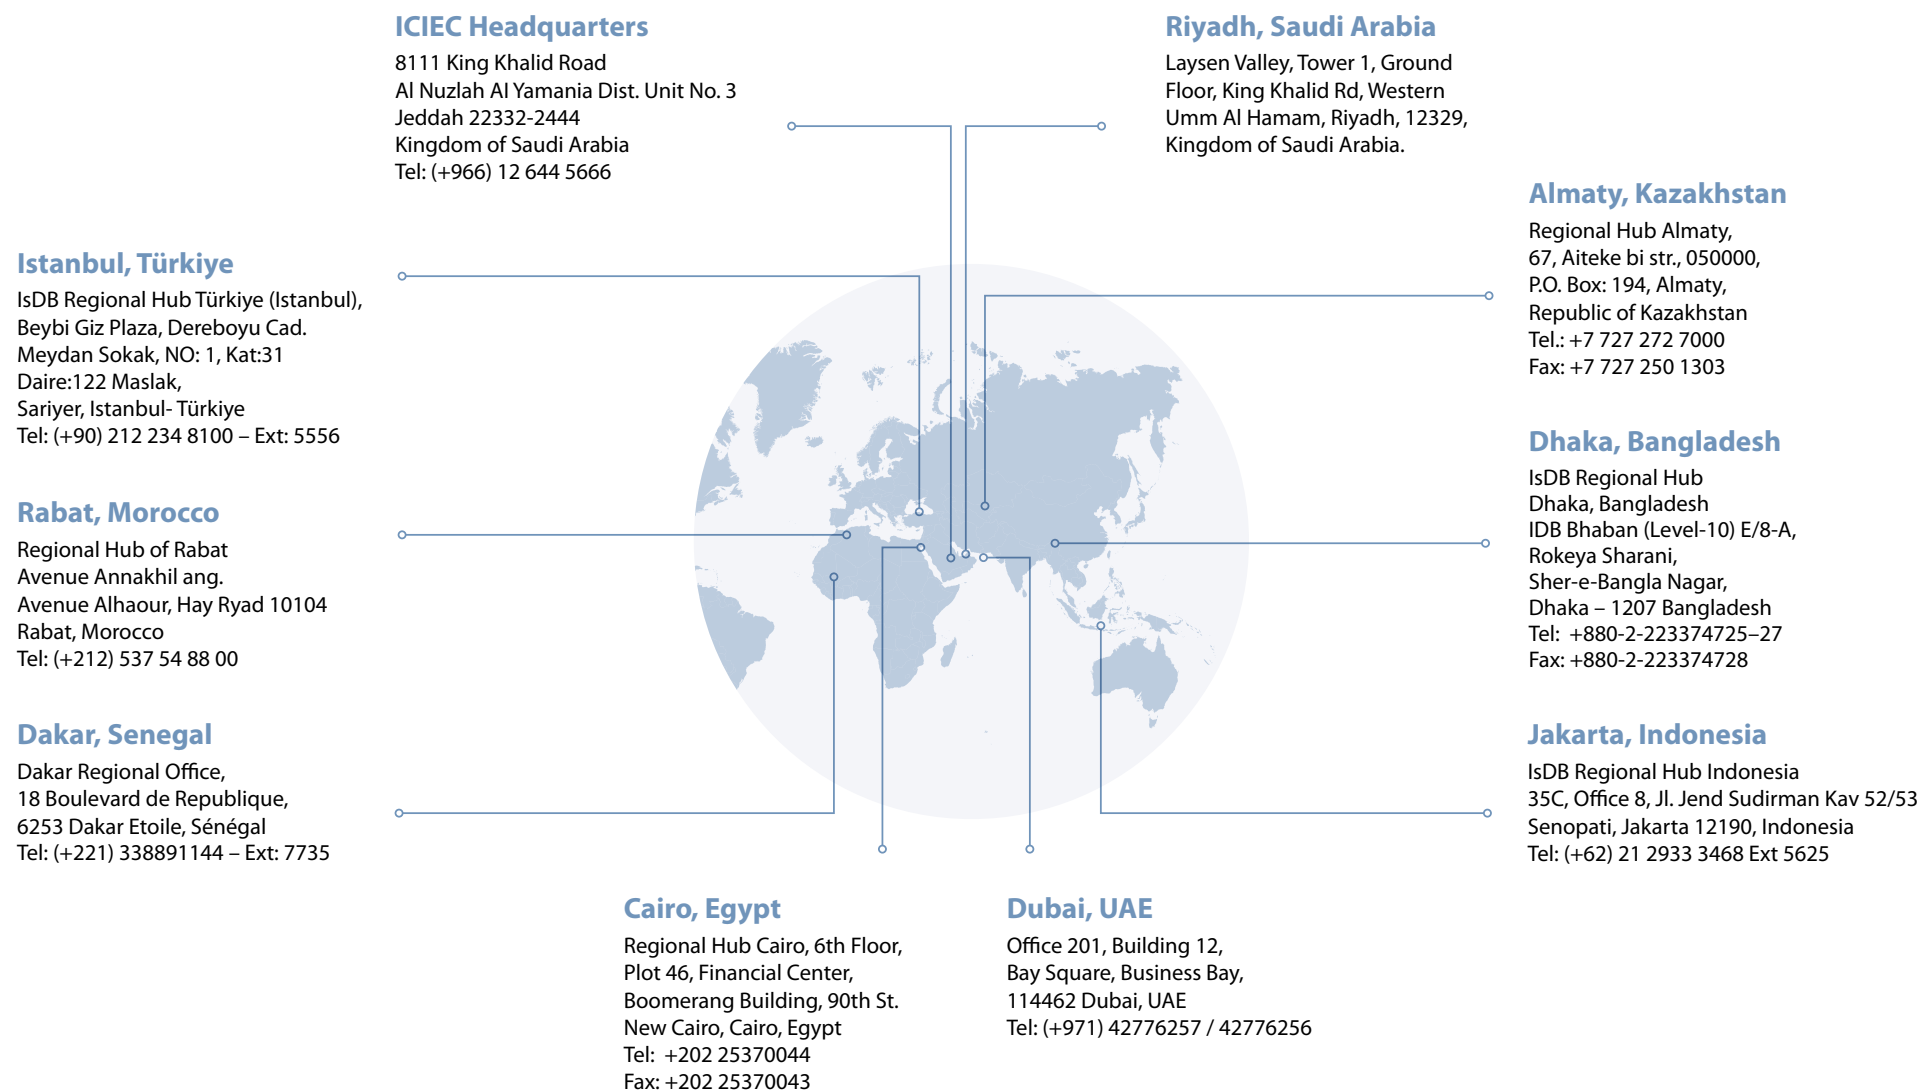 ICIEC Headquarters
8111 King Khalid Road
Al Nuzlah AI Yamania Dist. Unit No. 3
Jeddah 22332-2444
Kingdom of Saudi Arabia
Tel: (+966) 12 644 5666
Riyadh, Saudi Arabia
Laysen Valley, Tower 1, Ground
Floor, King Khalid Rd, Western
Umm Al Hamam, Riyadh, 12329,
Kingdom of Saudi Arabia.
Istanbul, Türkiye
IsDB Regional Hub Türkiye (Istanbul),
Beybi Giz Plaza, Dereboyu Cad.
Meydan Sokak, NO: 1, Kat:31
Daire:122 Maslak,
Sariyer, Istanbul- Türkiye
Tel: (+90) 212 234 8100 – Ext: 5556
Rabat, Morocco
Regional Hub of Rabat
Avenue Annakhil ang.
Avenue Alhaour, Hay Ryad 10104
Rabat, Morocco
Tel: (+212) 537 54 88 00
Dakar, Senegal
Dakar Regional Office,
18 Boulevard de Republique,
6253 Dakar Etoile, Sénégal
Tel: (+221) 338891144 – Ext: 7735
Almaty, Kazakhstan
Regional Hub Almaty,
67, Aiteke bi str., 050000,
P.O. Box: 194, Almaty,
Republic of Kazakhstan
Tel.: +7 727 272 7000
Fax: +7 727 250 1303
Dhaka, Bangladesh
IsDB Regional Hub
Dhaka, Bangladesh
IDB Bhaban (Level-10) E/8-A,
Rokeya Sharani,
Sher-e-Bangla Nagar,
Dhaka – 1207 Bangladesh
Tel:  +880-2-223374725–27
Fax: +880-2-223374728
Jakarta, Indonesia
IsDB Regional Hub Indonesia
35C, Office 8, Jl. Jend Sudirman Kav 52/53
Senopati, Jakarta 12190, Indonesia
Tel: (+62) 21 2933 3468 Ext 5625
Cairo, Egypt
Regional Hub Cairo, 6th Floor,
Plot 46, Financial Center,
Boomerang Building, 90th St.
New Cairo, Cairo, Egypt
Tel:  +202 25370044
Fax: +202 25370043
Dubai, UAE
Office 201, Building 12,
Bay Square, Business Bay,
114462 Dubai, UAE
Tel: (+971) 42776257 / 42776256